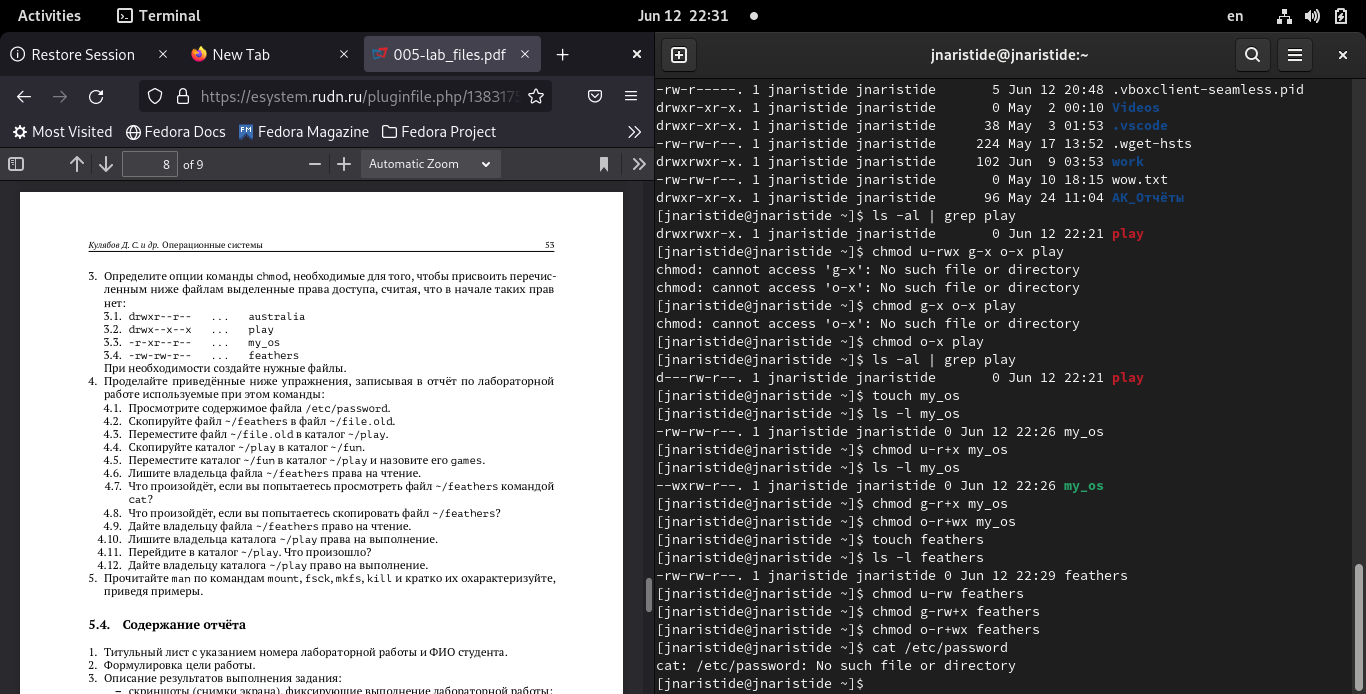 Activities
Terminal
Jun 12 22:31
en
Restore Session
New Tab
005-lab_files.pdf
https://esystem.rudn.ru/pluginfile.php/1383175
Most Visited
Fedora Docs
Fedora Magazine
Fedora Project
8 of 9
Automatic Zoom
Кулябов Д. С. и др. Операционные системы 53
3. Определите опции команды chmod, необходимые для того, чтобы присвоить перечис-
ленным ниже файлам выделенные права доступа, считая, что в начале таких прав
нет:
3.1. drwxr--r-- ... australia
3.2. drwx--x--x ... play
3.3. -r-xr--r-- ... my_os
3.4. -rw-rw-r-- ... feathers
При необходимости создайте нужные файлы.
4. Проделайте приведённые ниже упражнения, записывая в отчёт по лабораторной
работе используемые при этом команды:
4.1. Просмотрите содержимое файла /etc/password.
4.2. Скопируйте файл ~/feathers в файл ~/file.old.
4.3. Переместите файл ~/file.old в каталог ~/play.
4.4. Скопируйте каталог ~/play в каталог ~/fun.
4.5. Переместите каталог ~/fun в каталог ~/play и назовите его games.
4.6. Лишите владельца файла ~/feathers права на чтение.
4.7. Что произойдёт, если вы попытаетесь просмотреть файл ~/feathers командой
cat?
4.8. Что произойдёт, если вы попытаетесь скопировать файл ~/feathers?
4.9. Дайте владельцу файла ~/feathers право на чтение.
4.10. Лишите владельца каталога ~/play права на выполнение.
4.11. Перейдите в каталог ~/play. Что произошло?
4.12. Дайте владельцу каталога ~/play право на выполнение.
5. Прочитайте man по командам mount, fsck, mkfs, kill и кратко их охарактеризуйте,
приведя примеры.
5.4. Содержание отчёта
1. Титульный лист с указанием номера лабораторной работы и ФИО студента.
2. Формулировка цели работы.
3. Описание результатов выполнения задания:
– скриншоты (снимки экрана), фиксирующие выполнение лабораторной работы;
jnaristide@jnaristide:~
-rw-r-----. 1 jnaristide jnaristide 5 Jun 12 20:48 .vboxclient-seamless.pid
drwxr-xr-x. 1 jnaristide jnaristide 0 May 2 00:10 Videos
drwxr-xr-x. 1 jnaristide jnaristide 38 May 3 01:53 .vscode
-rw-rw-r--. 1 jnaristide jnaristide 224 May 17 13:52 .wget-hsts
drwxrwxr-x. 1 jnaristide jnaristide 102 Jun 9 03:53 work
-rw-rw-r--. 1 jnaristide jnaristide 0 May 10 18:15 wow.txt
drwxr-xr-x. 1 jnaristide jnaristide 96 May 24 11:04 АК_Отчёты
[jnaristide@jnaristide ~]$ ls -al | grep play
drwxrwxr-x. 1 jnaristide jnaristide 0 Jun 12 22:21 play
[jnaristide@jnaristide ~]$ chmod u-rwx g-x o-x play
chmod: cannot access 'g-x': No such file or directory
chmod: cannot access 'o-x': No such file or directory
[jnaristide@jnaristide ~]$ chmod g-x o-x play
chmod: cannot access 'o-x': No such file or directory
[jnaristide@jnaristide ~]$ chmod o-x play
[jnaristide@jnaristide ~]$ ls -al | grep play
d---rw-r--. 1 jnaristide jnaristide 0 Jun 12 22:21 play
[jnaristide@jnaristide ~]$ touch my_os
[jnaristide@jnaristide ~]$ ls -l my_os
-rw-rw-r--. 1 jnaristide jnaristide 0 Jun 12 22:26 my_os
[jnaristide@jnaristide ~]$ chmod u-r+x my_os
[jnaristide@jnaristide ~]$ ls -l my_os
--wxrw-r--. 1 jnaristide jnaristide 0 Jun 12 22:26 my_os
[jnaristide@jnaristide ~]$ chmod g-r+x my_os
[jnaristide@jnaristide ~]$ chmod o-r+wx my_os
[jnaristide@jnaristide ~]$ touch feathers
[jnaristide@jnaristide ~]$ ls -l feathers
-rw-rw-r--. 1 jnaristide jnaristide 0 Jun 12 22:29 feathers
[jnaristide@jnaristide ~]$ chmod u-rw feathers
[jnaristide@jnaristide ~]$ chmod g-rw+x feathers
[jnaristide@jnaristide ~]$ chmod o-r+wx feathers
[jnaristide@jnaristide ~]$ cat /etc/password
cat: /etc/password: No such file or directory
[jnaristide@jnaristide ~]$